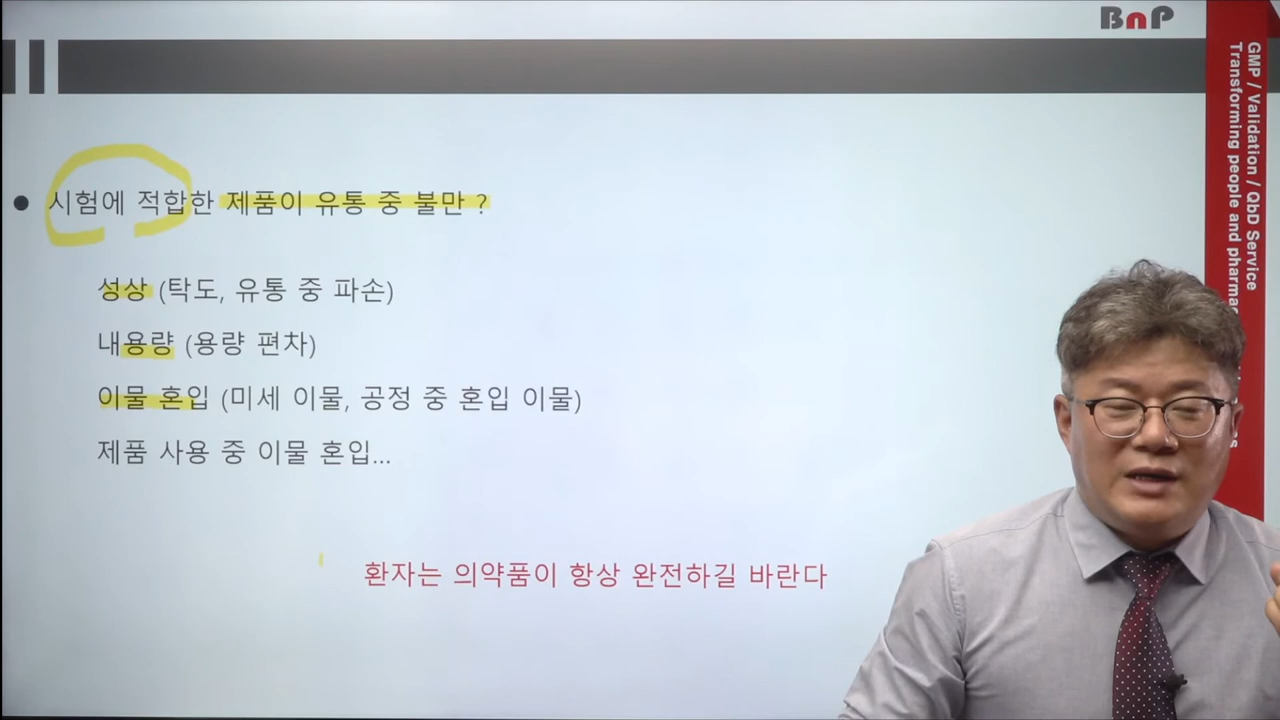 BnP
GMP / Validation / QbD Service
Transforming people and
● 시험에 적합한 제품이 유통 중 불만 ?
성상 (탁도, 유통 중 파손)
내용량 (용량 편차)
이물 혼입 (미세 이물, 공정 중 혼입 이물)
제품 사용 중 이물 혼입...
환자는 의약품이 항상 완전하길 바란다